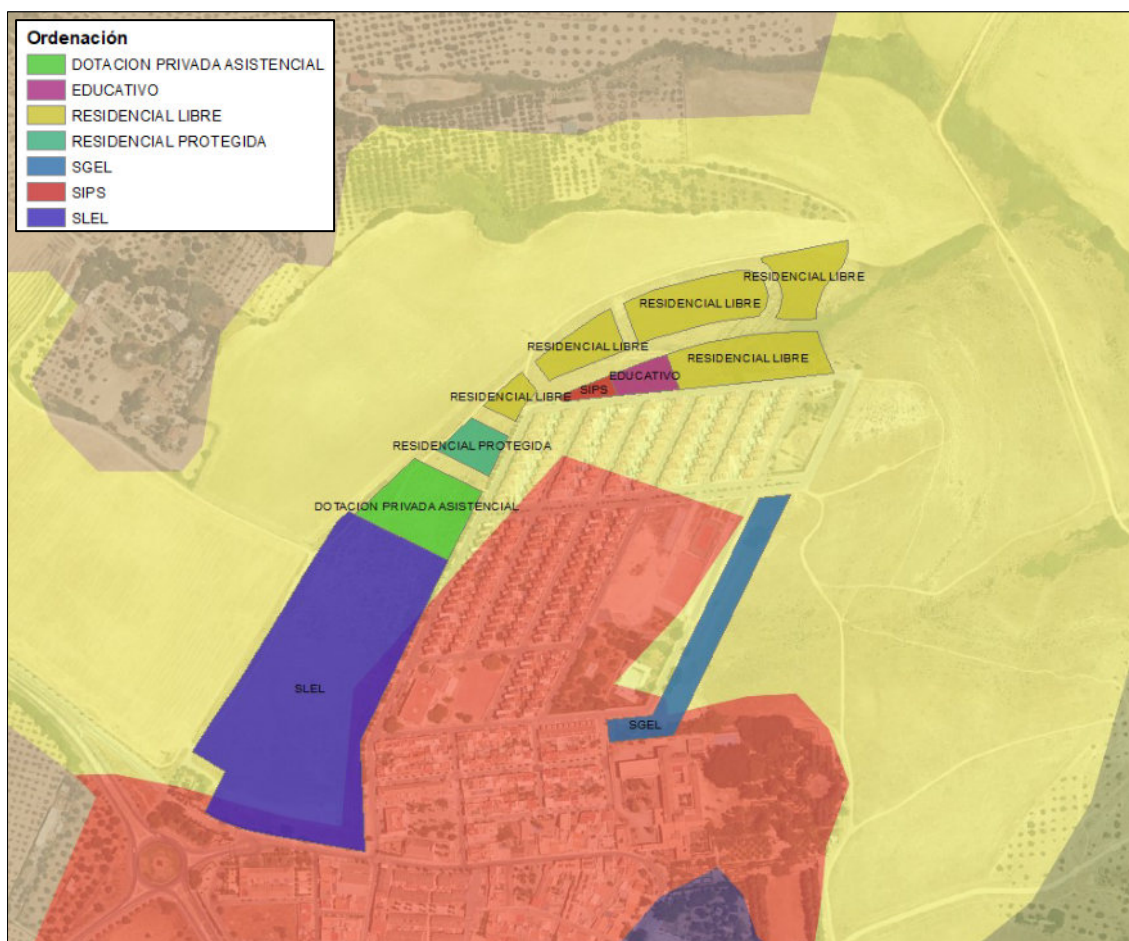 Ordenación
DOTACION PRIVADA ASISTENCIAL
EDUCATIVO
RESIDENCIAL LIBRE
RESIDENCIAL PROTEGIDA
SGEL
SIPS
SLEL
RESIDENCIAL LIBRE
RESIDENCIAL LIBRE
RESIDENCIAL LIBRE
RESIDENCIAL LIBRE
EDUCATIVO
SIPS
RESIDENCIAL LIBRE
RESIDENCIAL PROTEGIDA
DOTACION PRIVADA ASISTENCIAL
SLEL
SGEL